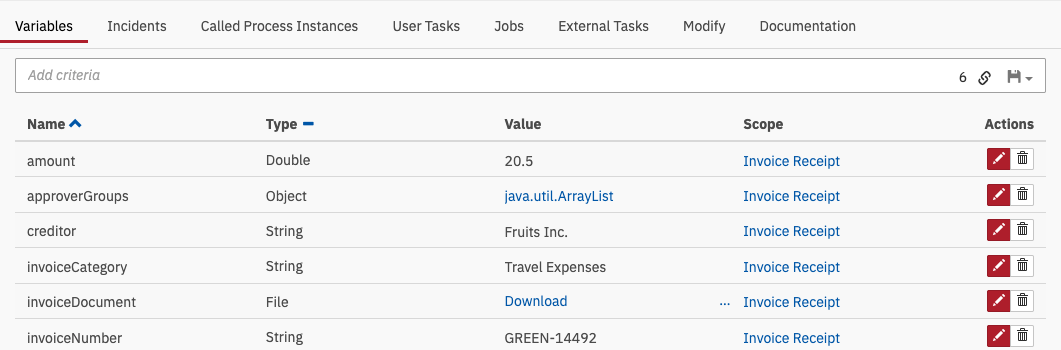 Variables Incidents Called Process Instances User Tasks Jobs External Tasks Modify Documentation
Add criteria 6
Name Type Value Scope Actions
amount Double 20.5 Invoice Receipt
approverGroups Object java.util.ArrayList Invoice Receipt
creditor String Fruits Inc. Invoice Receipt
invoiceCategory String Travel Expenses Invoice Receipt
invoiceDocument File Download ... Invoice Receipt
invoiceNumber String GREEN-14492 Invoice Receipt